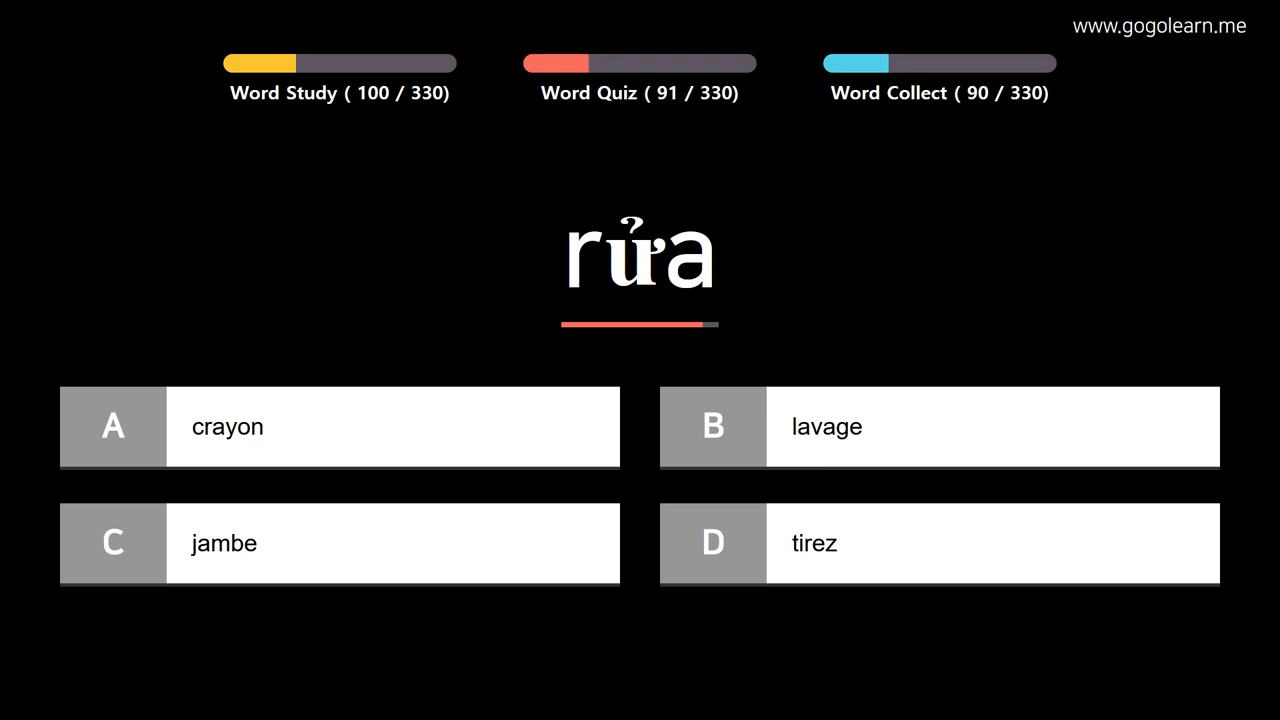 www.gogolearn.me
Word Study ( 100 / 330)
Word Quiz ( 91 / 330)
Word Collect ( 90 / 330)
rửa
A crayon
B lavage
C jambe
D tirez